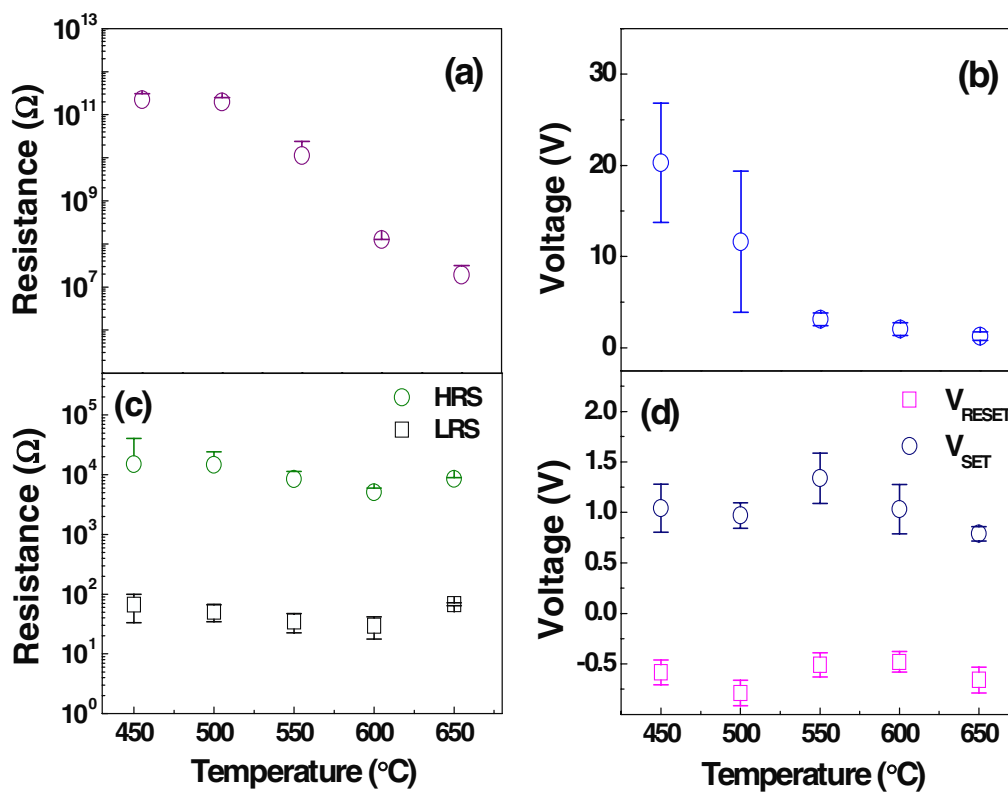 (a)
Resistance (Ω)
10^13
10^11
10^9
10^7
(b)
Voltage (V)
30
20
10
0
(c)
HRS
LRS
Resistance (Ω)
10^5
10^4
10^3
10^2
10^1
10^0
450 500 550 600 650
Temperature (°C)
(d)
V_RESET
V_SET
Voltage (V)
2.0
1.5
1.0
0.5
0.0
-0.5
450 500 550 600 650
Temperature (°C)